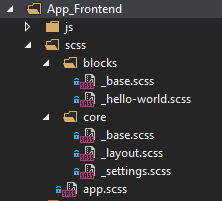 App_Frontend
js
scss
blocks
_base.scss
_hello-world.scss
core
_base.scss
_layout.scss
_settings.scss
app.scss